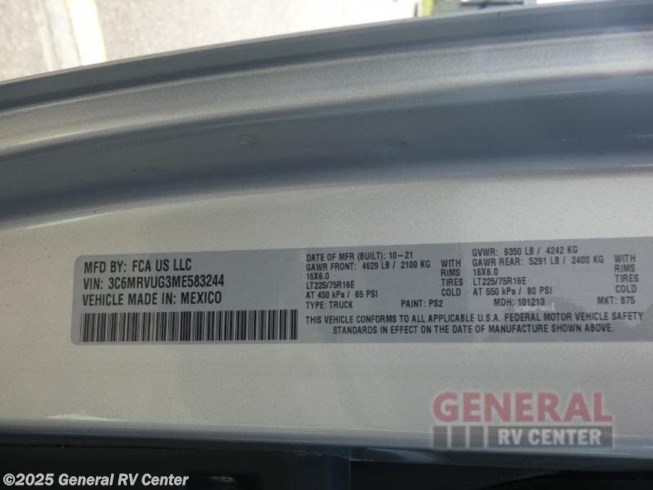 MFD BY: FCA US LLC
VIN: 3C6MRVUG3ME583244
VEHICLE MADE IN: MEXICO
DATE OF MFR (BUILT): 10-21
GAWR FRONT: 4629 LB / 2100 KG
16X6.0 RIMS
LT225/75R16E TIRES
AT 450 kPa / 65 PSI COLD
TYPE: TRUCK PAINT: PS2
GVWR: 9350 LB / 4242 KG
GAWR REAR: 5291 LB / 2400 KG
16X6.0 RIMS
LT225/75R16E TIRES
AT 550 kPa / 80 PSI COLD
MDH: 101213 MKT: 875
THIS VEHICLE CONFORMS TO ALL APPLICABLE U.S.A. FEDERAL MOTOR VEHICLE SAFETY
STANDARDS IN EFFECT ON THE DATE OF MANUFACTURE SHOWN ABOVE.
GENERAL
RV CENTER
©2025 General RV Center